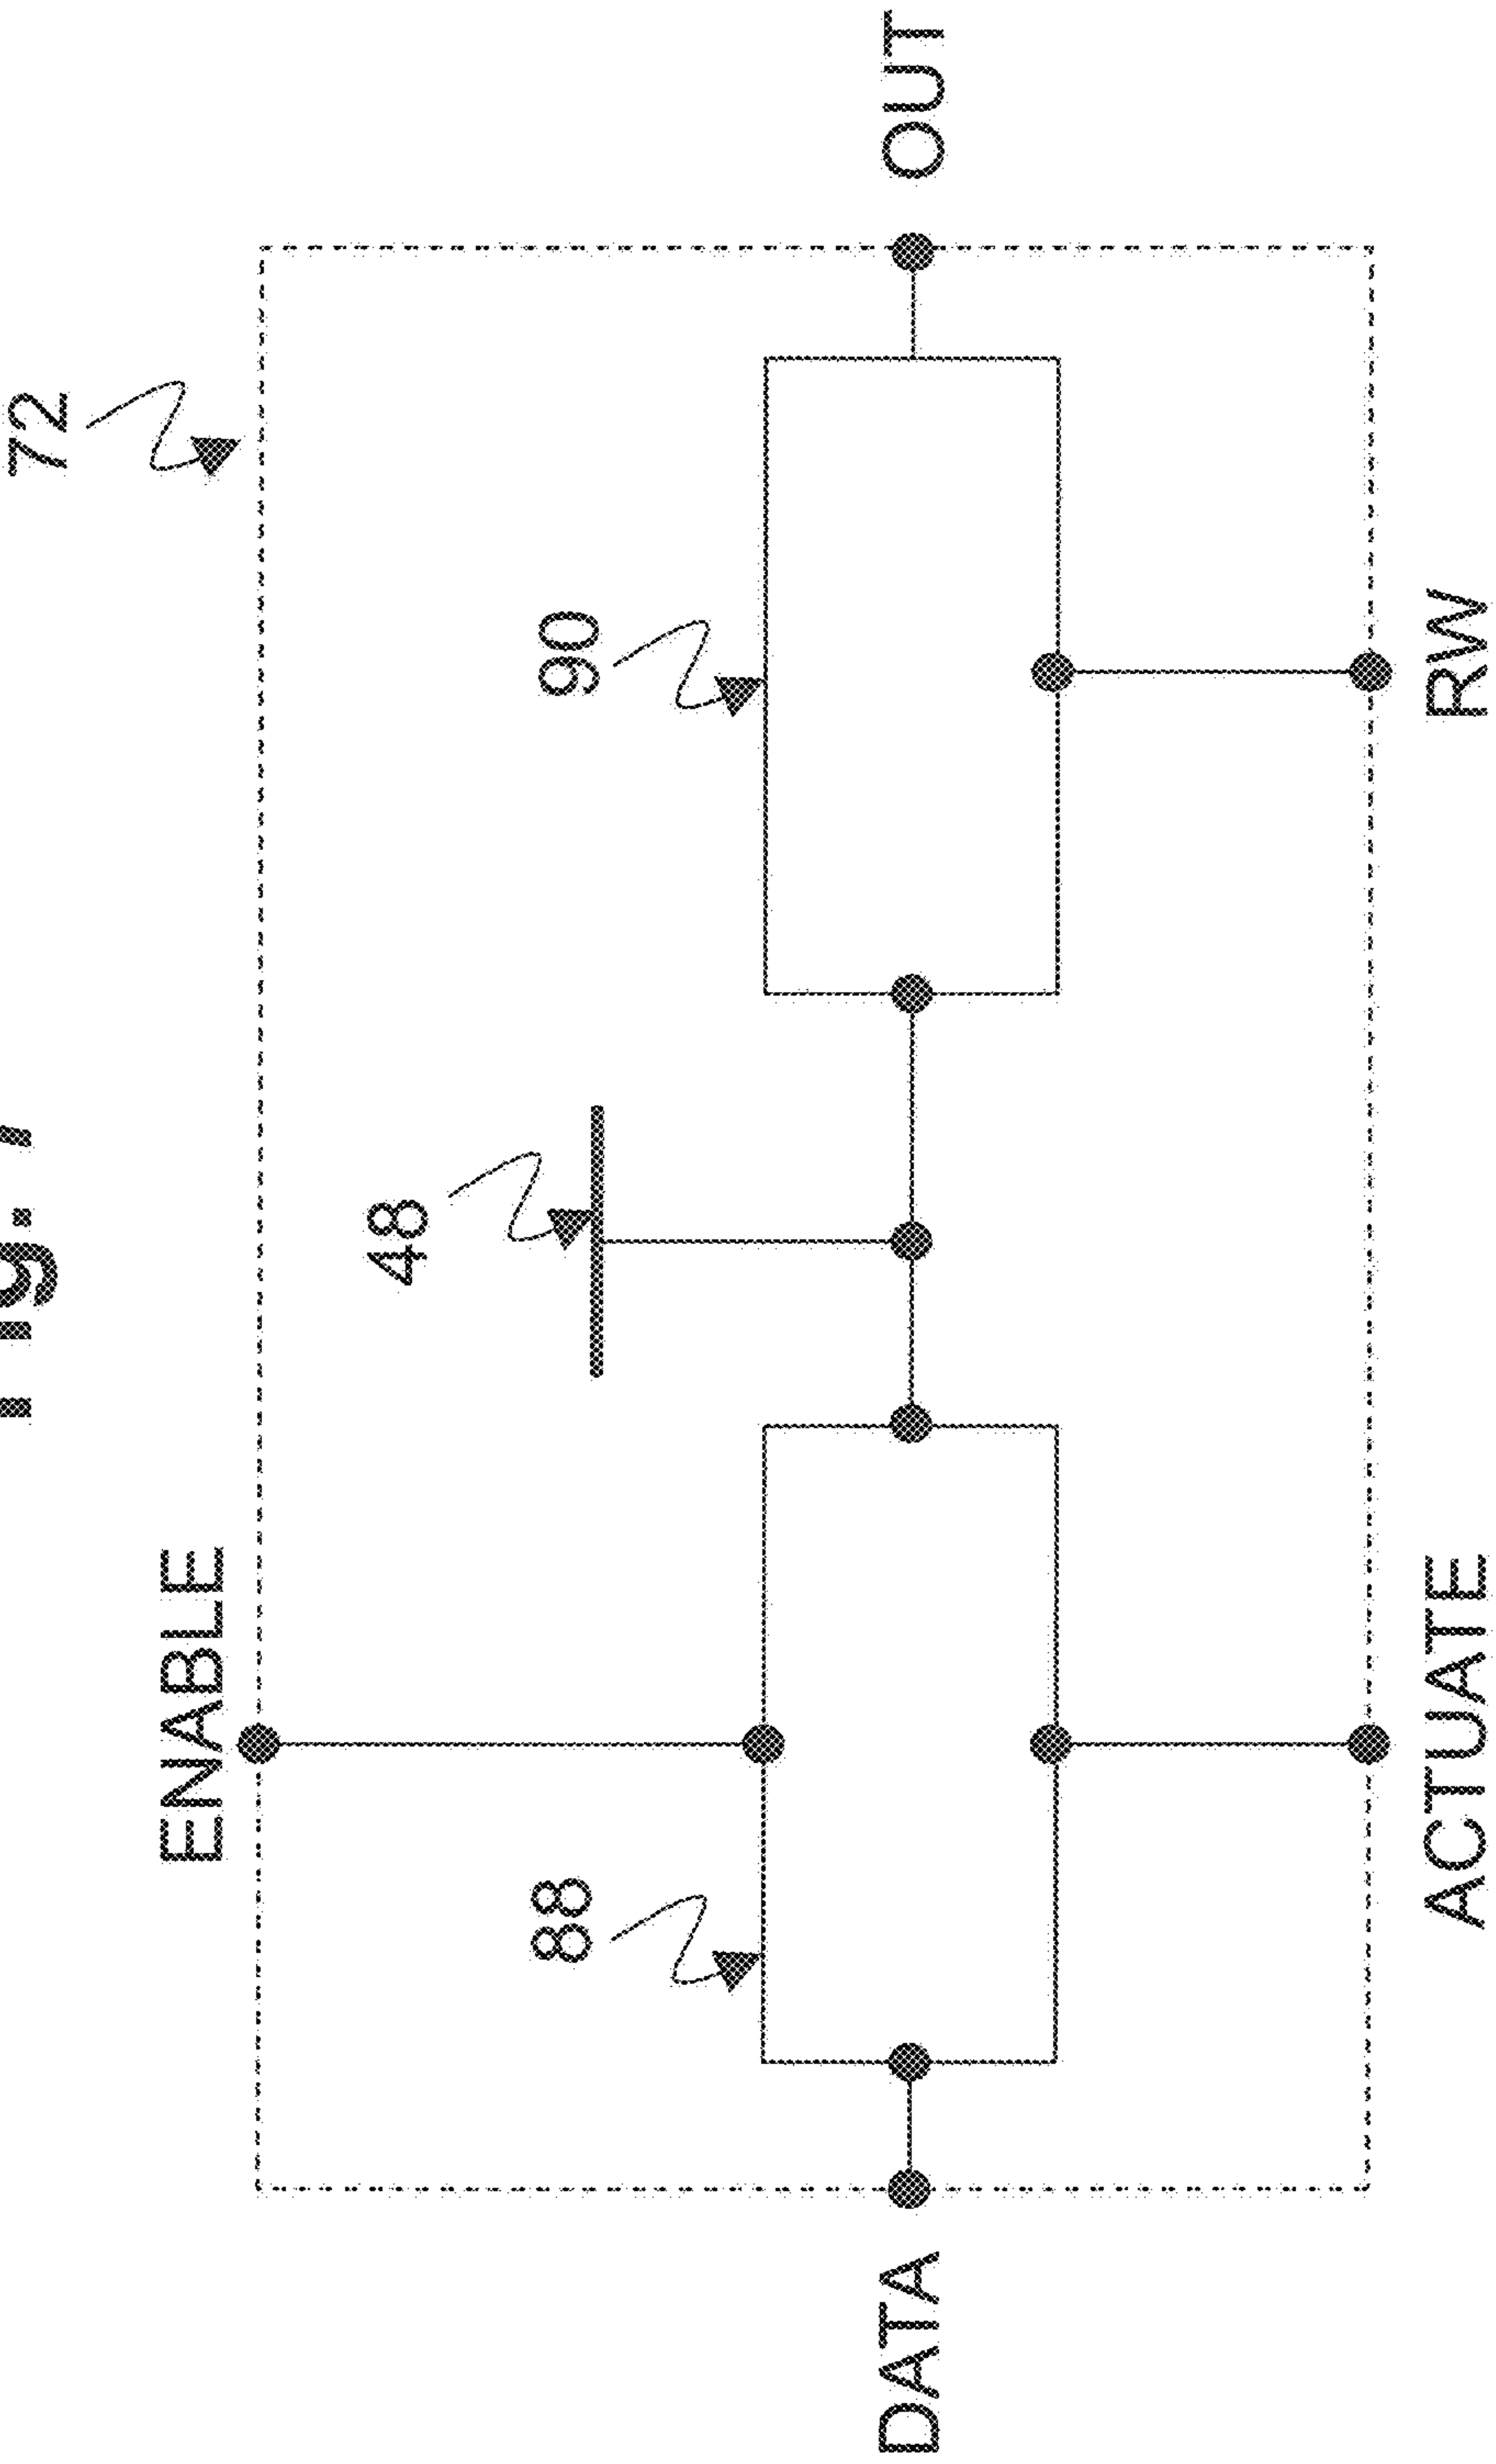 72
ENABLE
48
90
88
DATA
OUT
ACTUATE
RW